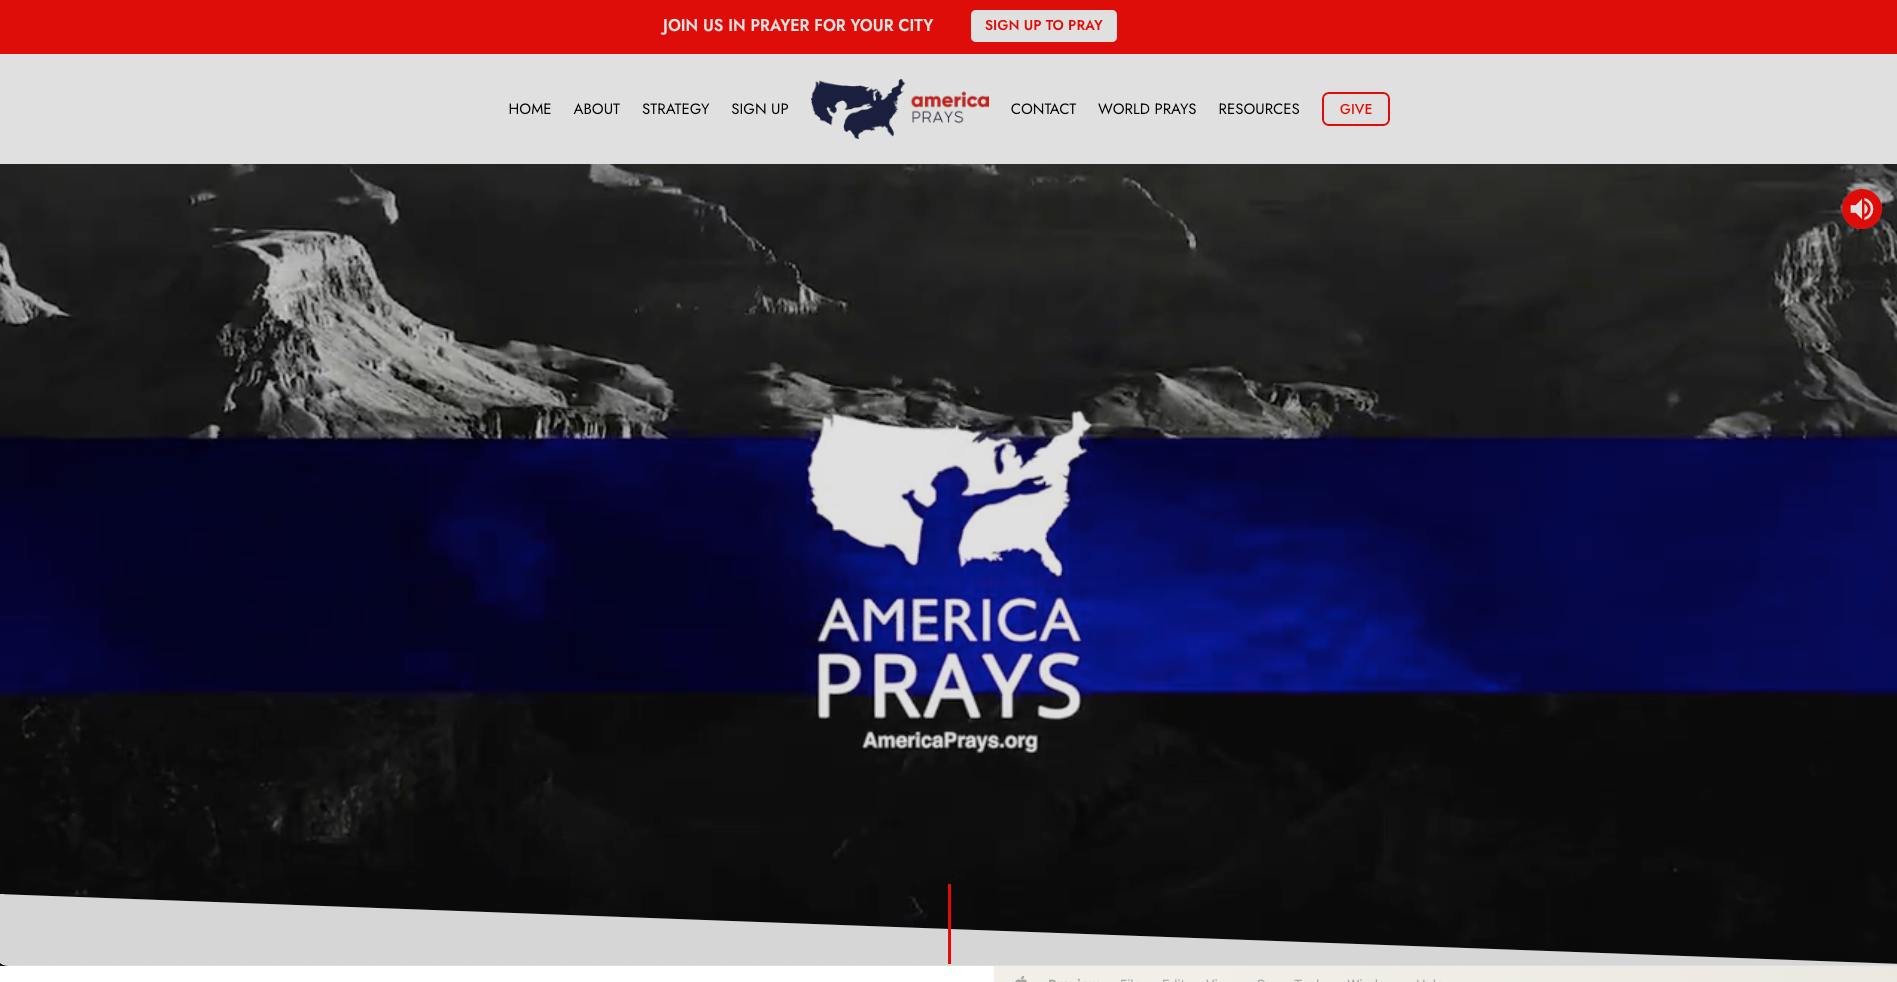 JOIN US IN PRAYER FOR YOUR CITY SIGN UP TO PRAY
HOME ABOUT STRATEGY SIGN UP america PRAYS CONTACT WORLD PRAYS RESOURCES GIVE
AMERICA
PRAYS
AmericaPrays.org